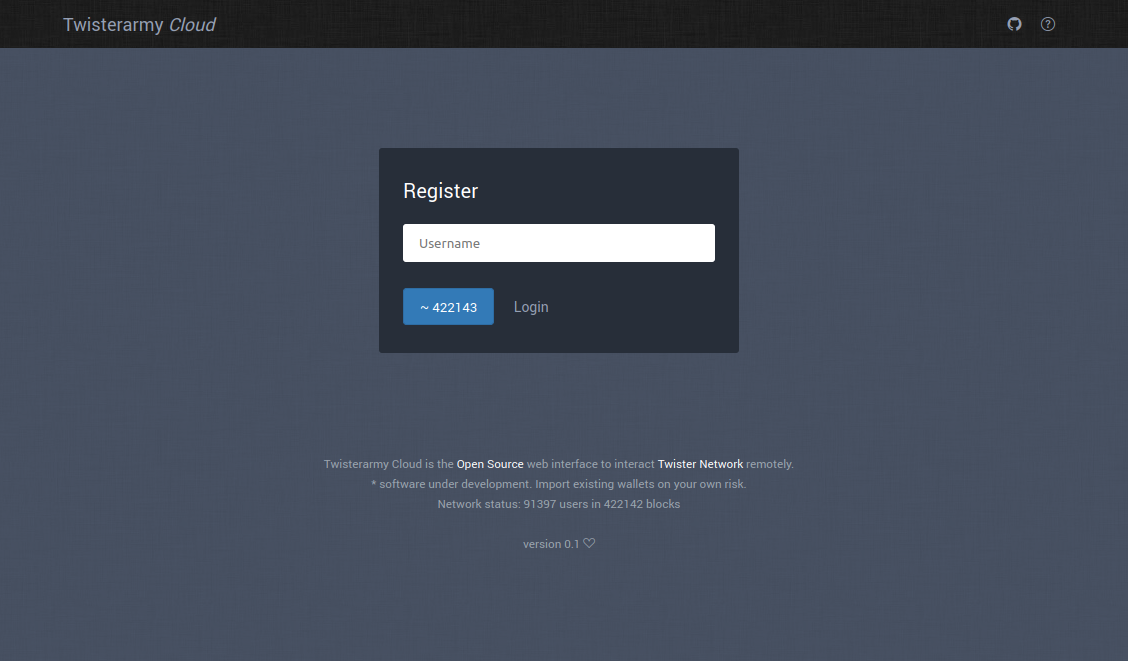 Twisterarmy Cloud
Register
Username
~ 422143
Login
Twisterarmy Cloud is the Open Source web interface to interact Twister Network remotely.
* software under development. Import existing wallets on your own risk.
Network status: 91397 users in 422142 blocks
version 0.1 ♡